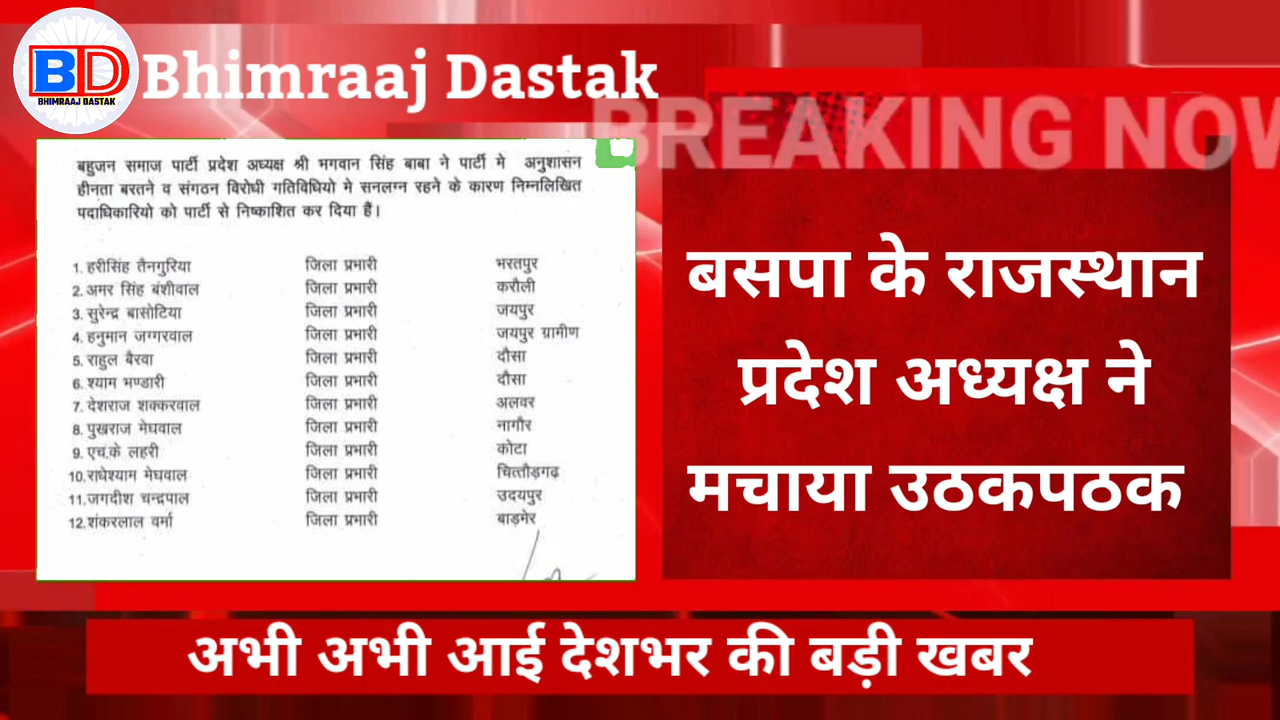 BD
BHIMRAAJ DASTAK
Bhimraaj Dastak
BREAKING NOW
बहुजन समाज पार्टी प्रदेश अध्यक्ष श्री भगवान सिंह बाबा ने पार्टी मे अनुशासन
हीनता बरतने व संगठन विरोधी गतिविधियो मे सनलग्न रहने के कारण निम्नलिखित
पदाधिकारियो को पार्टी से निष्काशित कर दिया हैं।
1. हरीसिंह तैनगुरिया जिला प्रभारी भरतपुर
2. अमर सिंह बंशीवाल जिला प्रभारी करौली
3. सुरेन्द्र बासोटिया जिला प्रभारी जयपुर
4. हनुमान जग्गरवाल जिला प्रभारी जयपुर ग्रामीण
5. राहुल बैरवा जिला प्रभारी दौसा
6. श्याम भण्डारी जिला प्रभारी दौसा
7. देशराज शक्करवाल जिला प्रभारी अलवर
8. पुखराज मेघवाल जिला प्रभारी नागौर
9. एच.के लहरी जिला प्रभारी कोटा
10. राधेश्याम मेघवाल जिला प्रभारी चित्तौड़गढ़
11. जगदीश चन्द्रपाल जिला प्रभारी उदयपुर
12. शंकरलाल वर्मा जिला प्रभारी बाड़मेर
बसपा के राजस्थान
प्रदेश अध्यक्ष ने
मचाया उठकपठक
अभी अभी आई देशभर की बड़ी खबर